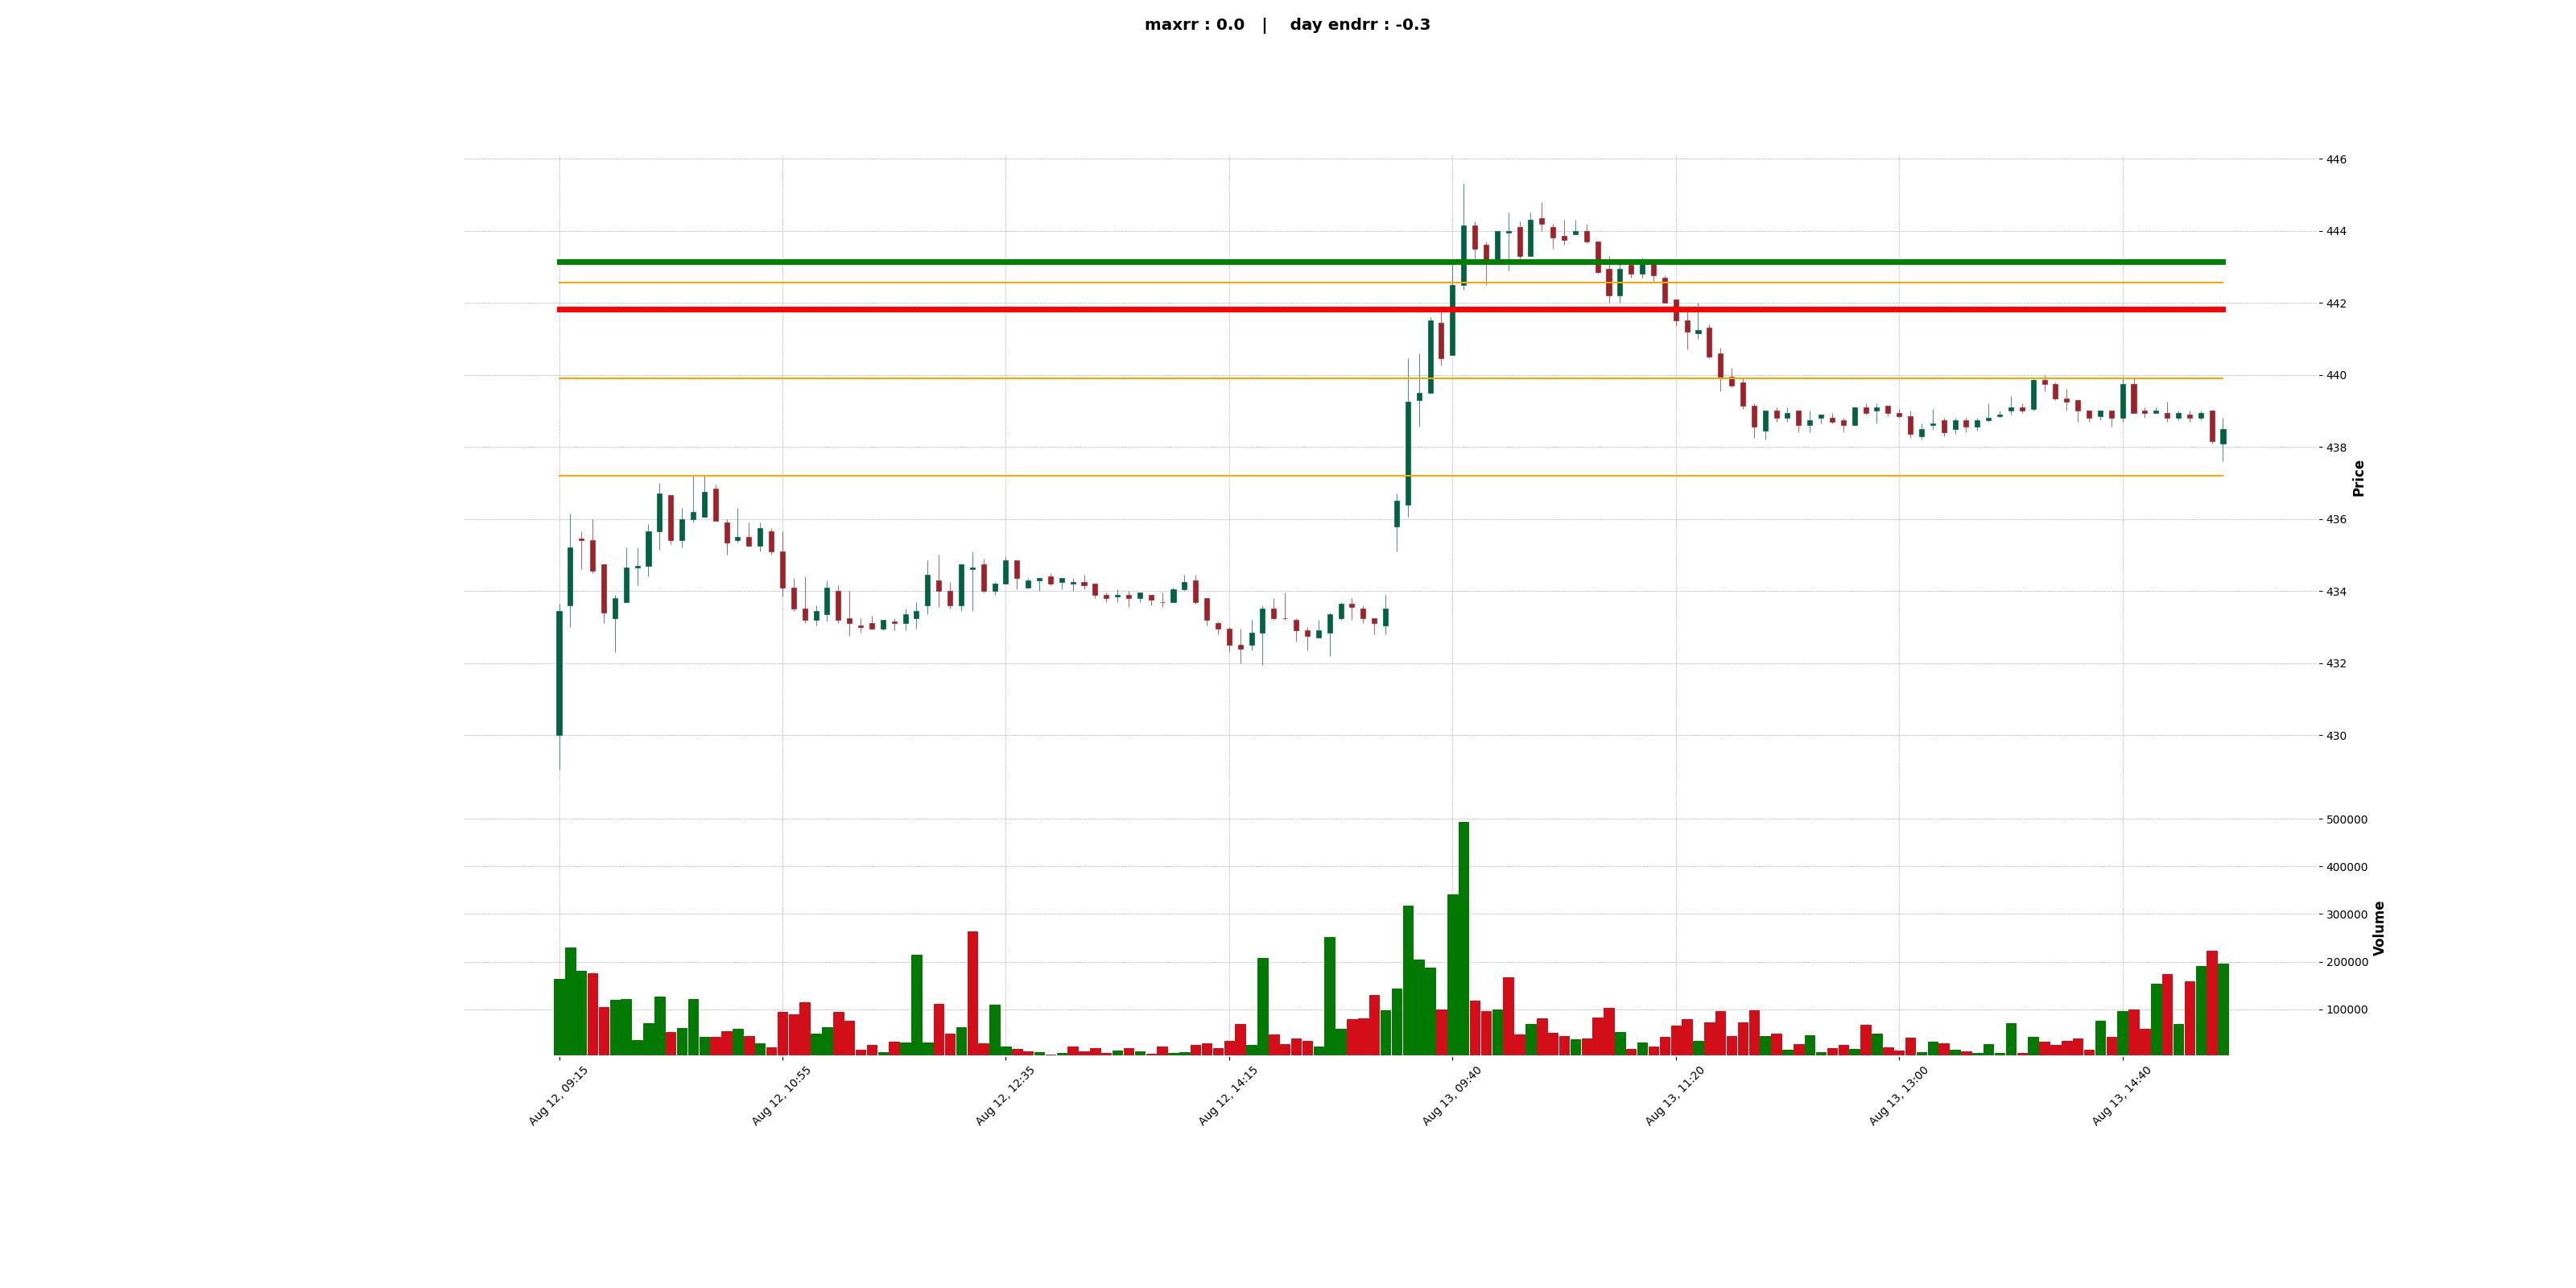 maxrr : 0.0   |    day endrr : -0.3
446
444
442
440
438
436
434
432
430
Price
500000
400000
300000
200000
100000
Volume
Aug 12, 09:15
Aug 12, 10:55
Aug 12, 12:35
Aug 12, 14:15
Aug 13, 09:40
Aug 13, 11:20
Aug 13, 13:00
Aug 13, 14:40